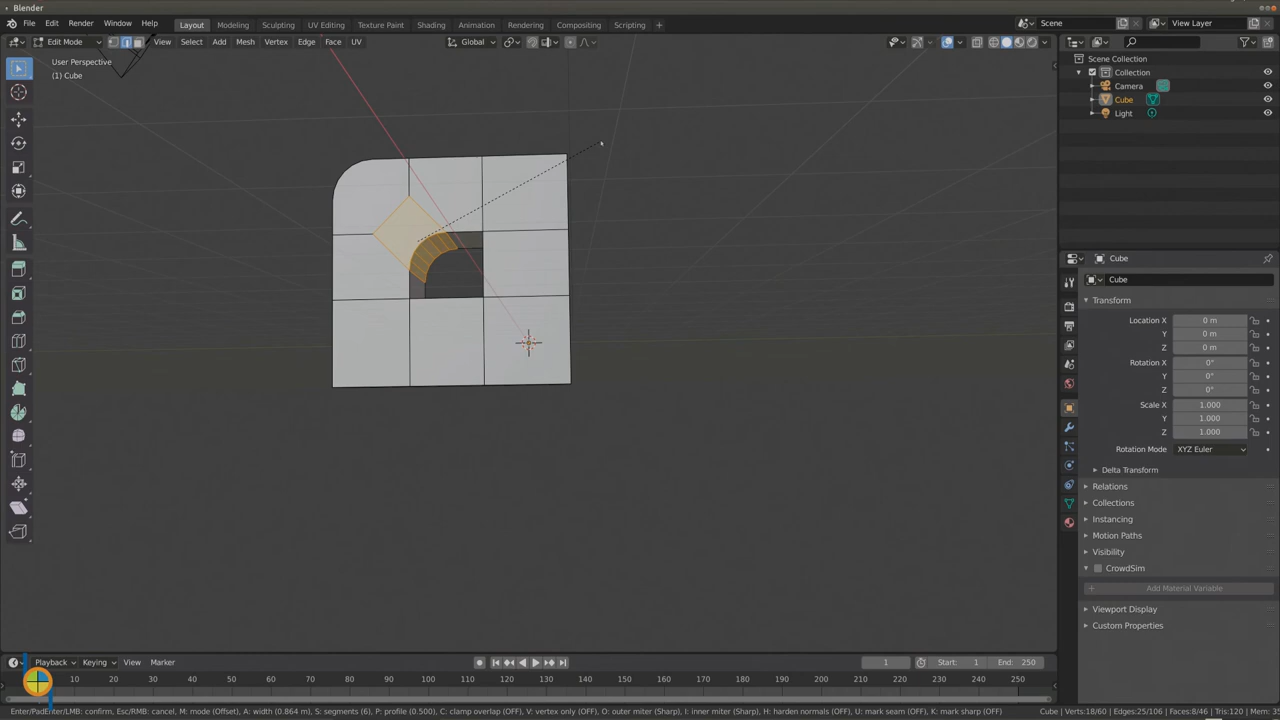 Blender
File Edit Render Window Help Layout Modeling Sculpting UV Editing Texture Paint Shading Animation Rendering Compositing Scripting + Scene View Layer
Edit Mode View Select Add Mesh Vertex Edge Face UV Global
User Perspective
(1) Cube
Scene Collection
Collection
Camera
Cube
Light
Cube
Cube
Transform
Location X 0 m
Y 0 m
Z 0 m
Rotation X 0°
Y 0°
Z 0°
Scale X 1.000
Y 1.000
Z 1.000
Rotation Mode XYZ Euler
Delta Transform
Relations
Collections
Instancing
Motion Paths
Visibility
CrowdSim
Add Material Variable
Viewport Display
Custom Properties
Playback Keying View Marker 1 Start: 1 End: 250
10 20 30 40 50 60 70 80 90 100 110 120 130 140 150 160 170 180 190 200 210 220 230 240 250
Enter/PadEnter/LMB: confirm, Esc/RMB: cancel, M: mode (Offset), A: width (0.864 m), S: segments (6), P: profile (0.500), C: clamp overlap (OFF), V: vertex only (OFF), O: outer miter (Sharp), I: inner miter (Sharp), H: harden normals (OFF), U: mark seam (OFF), K: mark sharp (OFF) Cube | Verts:18/60 | Edges:25/106 | Faces:8/46 | Tris:120 | Mem: 35